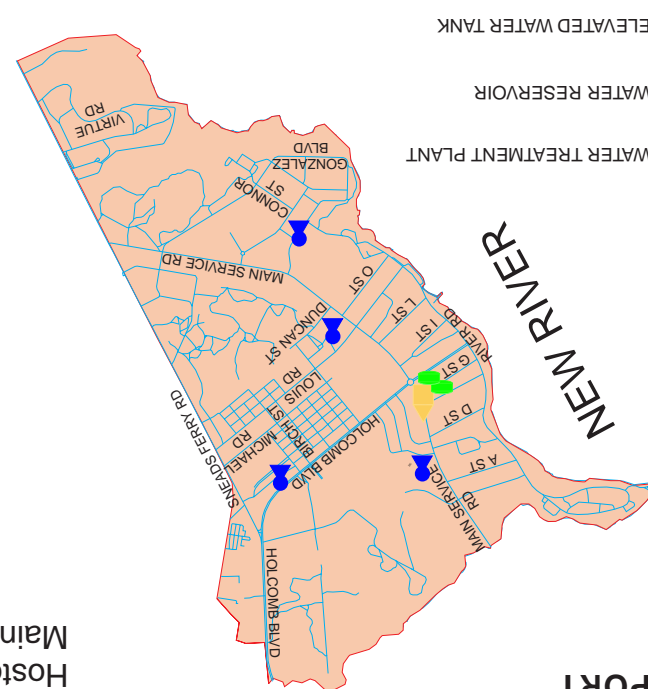 PORT
Hoste
Main
HOLCOMB BLVD
MAIN SERVICE
RD
A ST
D ST
G ST
RIVER RD
I ST
L ST
O ST
HOLCOMB BLVD
BIRCH ST
MICHAEL
RD
LOUIS
RD
DUNCAN ST
SNEADS FERRY RD
MAIN SERVICE RD
CONNOR
ST
GONZALEZ
BLVD
VIRTUE
RD
NEW RIVER
WATER TREATMENT PLANT
WATER RESERVOIR
ELEVATED WATER TANK